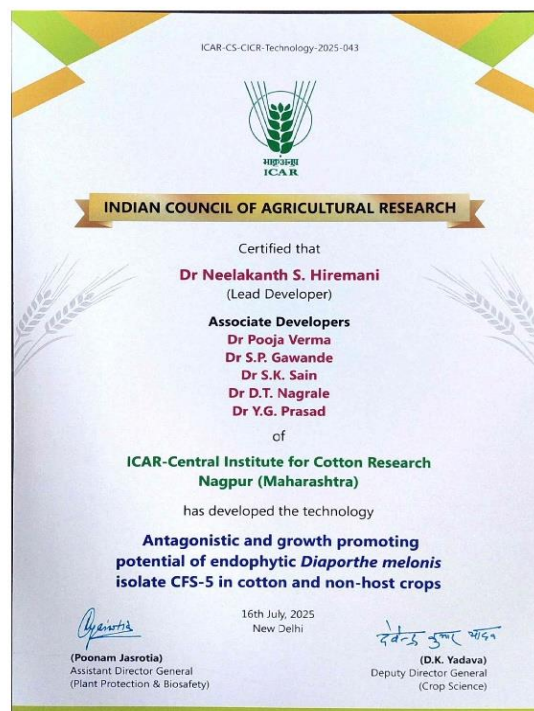 ICAR-CS-CICR-Technology-2025-043
भाकृअनुप
ICAR
INDIAN COUNCIL OF AGRICULTURAL RESEARCH
Certified that
Dr Neelakanth S. Hiremani
(Lead Developer)
Associate Developers
Dr Pooja Verma
Dr S.P. Gawande
Dr S.K. Sain
Dr D.T. Nagrale
Dr Y.G. Prasad
of
ICAR-Central Institute for Cotton Research
Nagpur (Maharashtra)
has developed the technology
Antagonistic and growth promoting
potential of endophytic Diaporthe melonis
isolate CFS-5 in cotton and non-host crops
16th July, 2025
New Delhi
देवेन्द्र कुमार यादव
(Poonam Jasrotia)
Assistant Director General
(Plant Protection & Biosafety)
(D.K. Yadava)
Deputy Director General
(Crop Science)